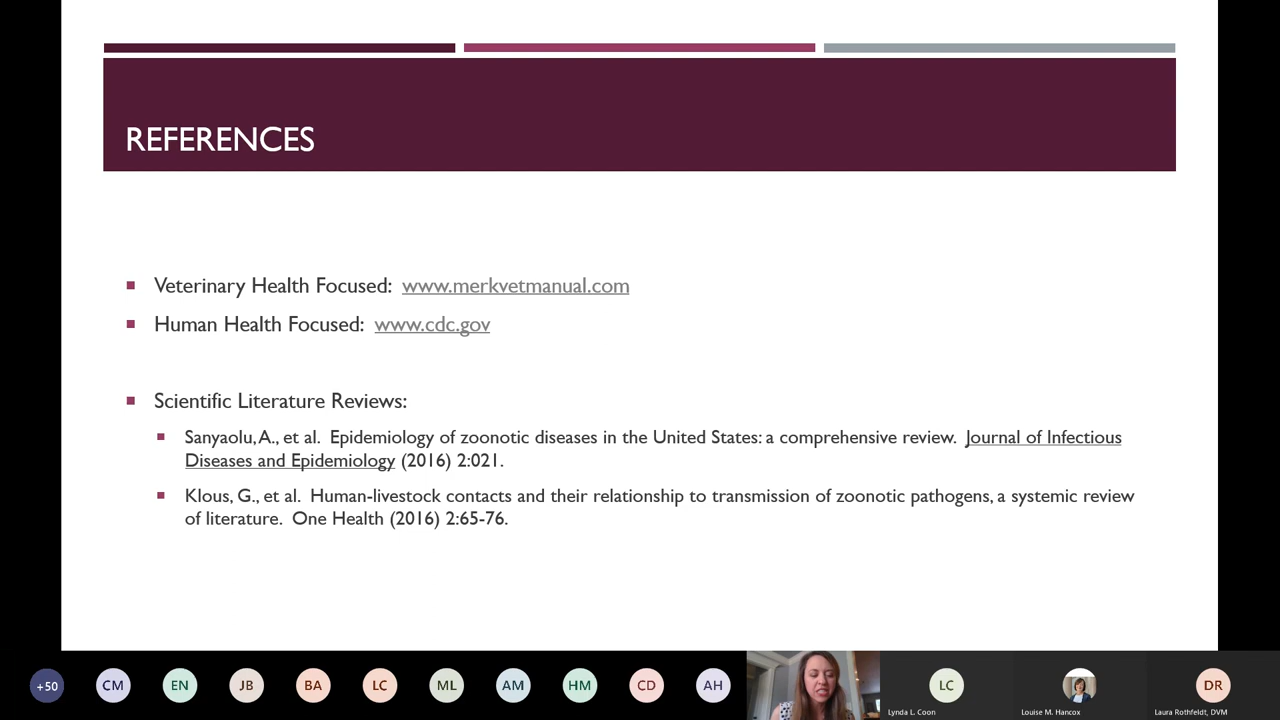 REFERENCES
Veterinary Health Focused: www.merkvetmanual.com
Human Health Focused: www.cdc.gov
Scientific Literature Reviews:
Sanyaolu, A., et al. Epidemiology of zoonotic diseases in the United States: a comprehensive review. Journal of Infectious
Diseases and Epidemiology (2016) 2:021.
Klous, G., et al. Human-livestock contacts and their relationship to transmission of zoonotic pathogens, a systemic review
of literature. One Health (2016) 2:65-76.
+50 CM EN JB BA LC ML AM HM CD AH LC DR
Lynda L. Coon Louise M. Hancox Laura Rothfeldt, DVM